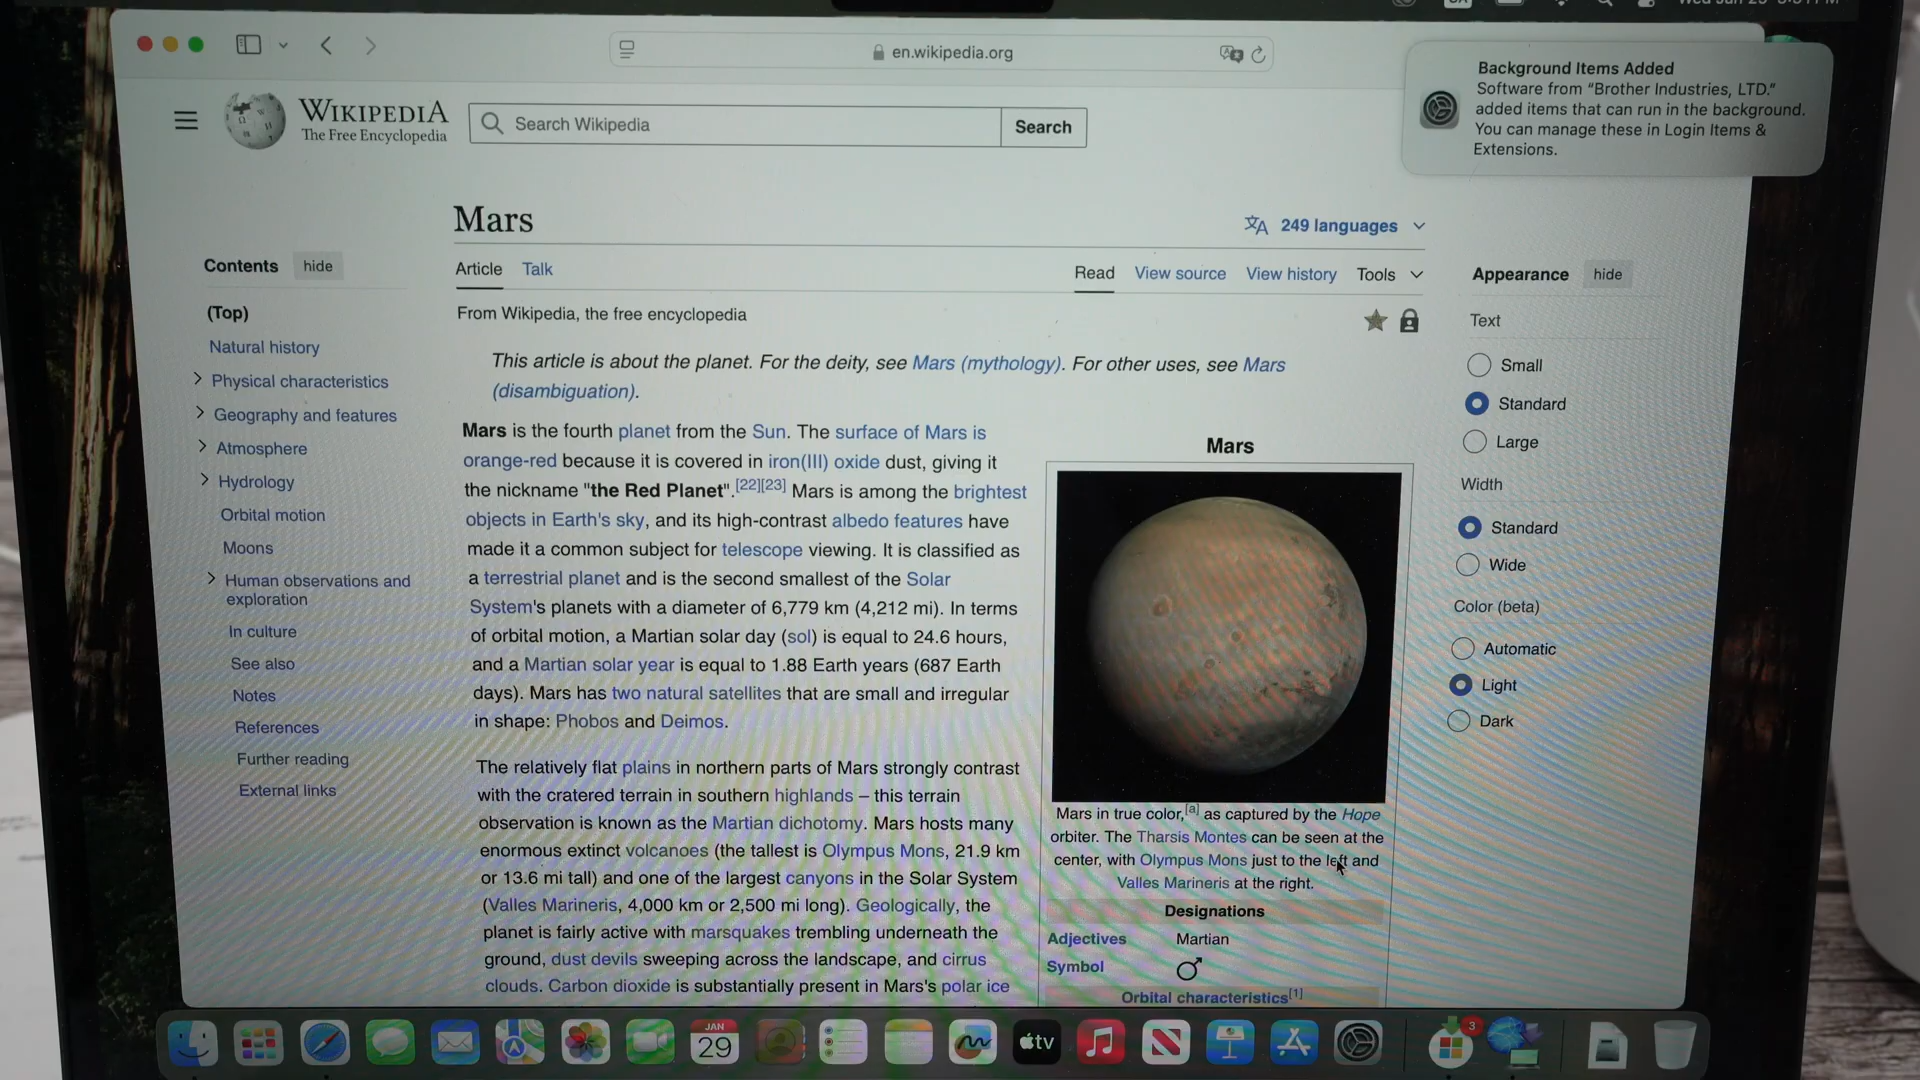 en.wikipedia.org
Background Items Added
Software from “Brother Industries, LTD.”
added items that can run in the background.
You can manage these in Login Items &
Extensions.
WIKIPEDIA
The Free Encyclopedia
Search Wikipedia
Search
Mars
249 languages
Contents
hide
Article
Talk
Read
View source
View history
Tools
Appearance
hide
(Top)
Natural history
Physical characteristics
Geography and features
Atmosphere
Hydrology
Orbital motion
Moons
Human observations and
exploration
In culture
See also
Notes
References
Further reading
External links
From Wikipedia, the free encyclopedia
This article is about the planet. For the deity, see Mars (mythology). For other uses, see Mars
(disambiguation).
Mars is the fourth planet from the Sun. The surface of Mars is
orange-red because it is covered in iron(III) oxide dust, giving it
the nickname "the Red Planet".[22][23] Mars is among the brightest
objects in Earth's sky, and its high-contrast albedo features have
made it a common subject for telescope viewing. It is classified as
a terrestrial planet and is the second smallest of the Solar
System's planets with a diameter of 6,779 km (4,212 mi). In terms
of orbital motion, a Martian solar day (sol) is equal to 24.6 hours,
and a Martian solar year is equal to 1.88 Earth years (687 Earth
days). Mars has two natural satellites that are small and irregular
in shape: Phobos and Deimos.
The relatively flat plains in northern parts of Mars strongly contrast
with the cratered terrain in southern highlands – this terrain
observation is known as the Martian dichotomy. Mars hosts many
enormous extinct volcanoes (the tallest is Olympus Mons, 21.9 km
or 13.6 mi tall) and one of the largest canyons in the Solar System
(Valles Marineris, 4,000 km or 2,500 mi long). Geologically, the
planet is fairly active with marsquakes trembling underneath the
ground, dust devils sweeping across the landscape, and cirrus
clouds. Carbon dioxide is substantially present in Mars's polar ice
Mars
Mars in true color,[a] as captured by the Hope
orbiter. The Tharsis Montes can be seen at the
center, with Olympus Mons just to the left and
Valles Marineris at the right.
Designations
Adjectives Martian
Symbol ♂
Orbital characteristics[1]
Text
Small
Standard
Large
Width
Standard
Wide
Color (beta)
Automatic
Light
Dark
JAN
29
tv
3